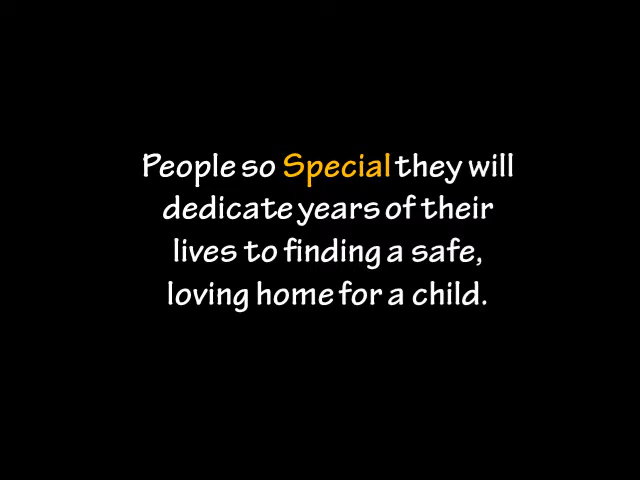 People so Special they will
dedicate years of their
lives to finding a safe,
loving home for a child.